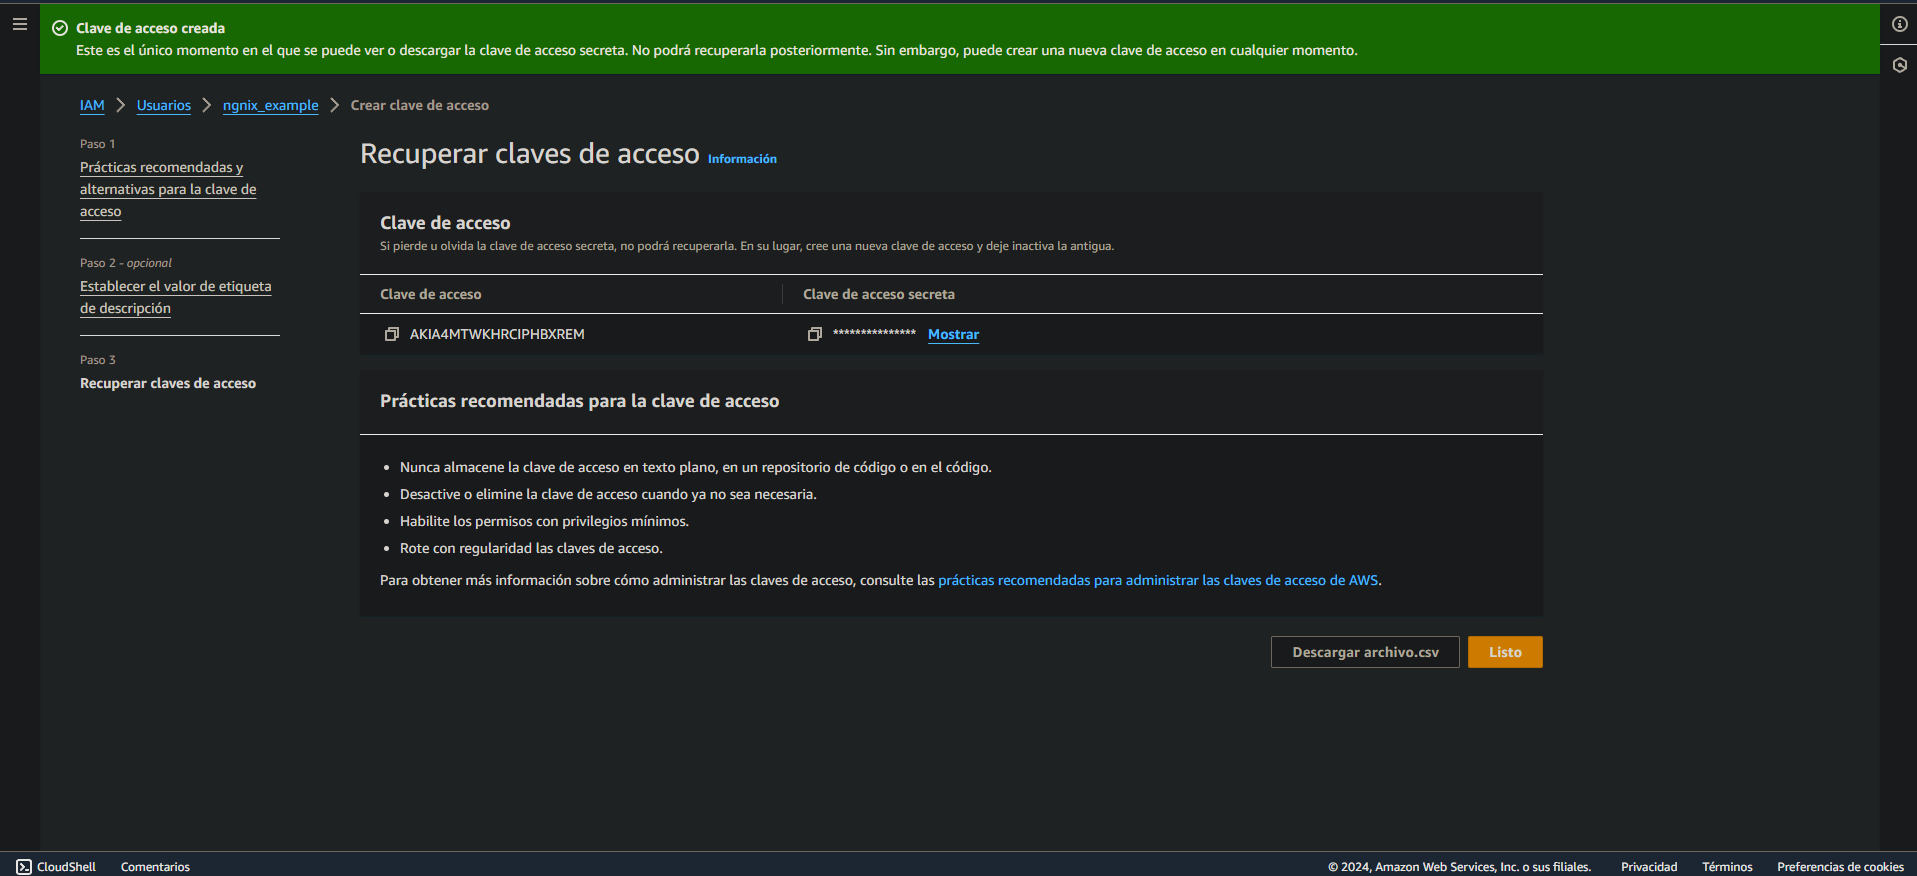 Clave de acceso creada
Este es el único momento en el que se puede ver o descargar la clave de acceso secreta. No podrá recuperarla posteriormente. Sin embargo, puede crear una nueva clave de acceso en cualquier momento.
IAM > Usuarios > ngnix_example > Crear clave de acceso
Paso 1
Prácticas recomendadas y
alternativas para la clave de
acceso
Paso 2 - opcional
Establecer el valor de etiqueta
de descripción
Paso 3
Recuperar claves de acceso
Recuperar claves de acceso Información
Clave de acceso
Si pierde u olvida la clave de acceso secreta, no podrá recuperarla. En su lugar, cree una nueva clave de acceso y deje inactiva la antigua.
Clave de acceso Clave de acceso secreta
AKIA4MTWKHRCIPHBXREM *************** Mostrar
Prácticas recomendadas para la clave de acceso
• Nunca almacene la clave de acceso en texto plano, en un repositorio de código o en el código.
• Desactive o elimine la clave de acceso cuando ya no sea necesaria.
• Habilite los permisos con privilegios mínimos.
• Rote con regularidad las claves de acceso.
Para obtener más información sobre cómo administrar las claves de acceso, consulte las prácticas recomendadas para administrar las claves de acceso de AWS.
Descargar archivo.csv Listo
CloudShell Comentarios © 2024, Amazon Web Services, Inc. o sus filiales. Privacidad Términos Preferencias de cookies